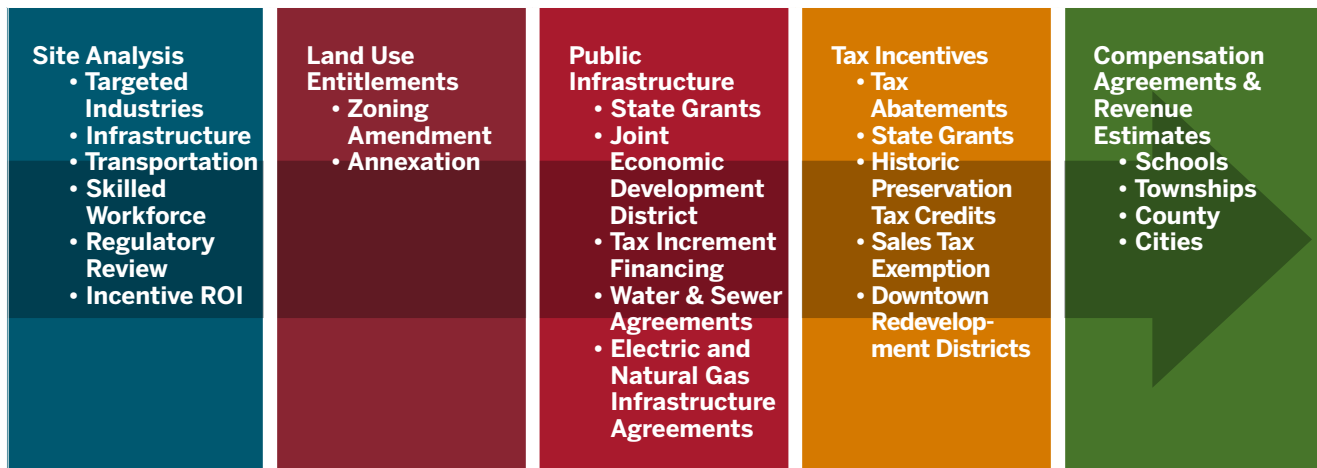 Site Analysis
• Targeted
Industries
• Infrastructure
• Transportation
• Skilled
Workforce
• Regulatory
Review
• Incentive ROI
Land Use
Entitlements
• Zoning
Amendment
• Annexation
Public
Infrastructure
• State Grants
• Joint
Economic
Development
District
• Tax Increment
Financing
• Water & Sewer
Agreements
• Electric and
Natural Gas
Infrastructure
Agreements
Tax Incentives
• Tax
Abatements
• State Grants
• Historic
Preservation
Tax Credits
• Sales Tax
Exemption
• Downtown
Redevelop-
ment Districts
Compensation
Agreements &
Revenue
Estimates
• Schools
• Townships
• County
• Cities